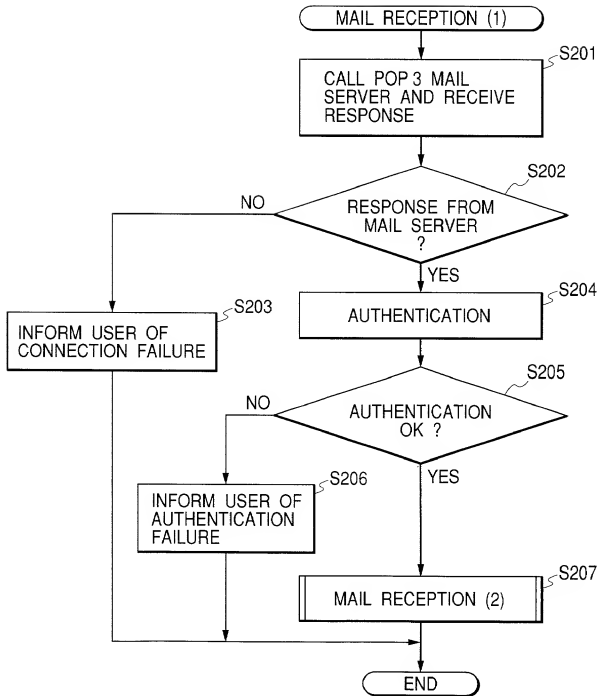 MAIL RECEPTION (1)
S201
CALL POP 3 MAIL
SERVER AND RECEIVE
RESPONSE
S202
NO
RESPONSE FROM
MAIL SERVER
?
YES
S203
INFORM USER OF
CONNECTION FAILURE
S204
AUTHENTICATION
S205
NO
AUTHENTICATION
OK ?
YES
S206
INFORM USER OF
AUTHENTICATION
FAILURE
S207
MAIL RECEPTION (2)
END